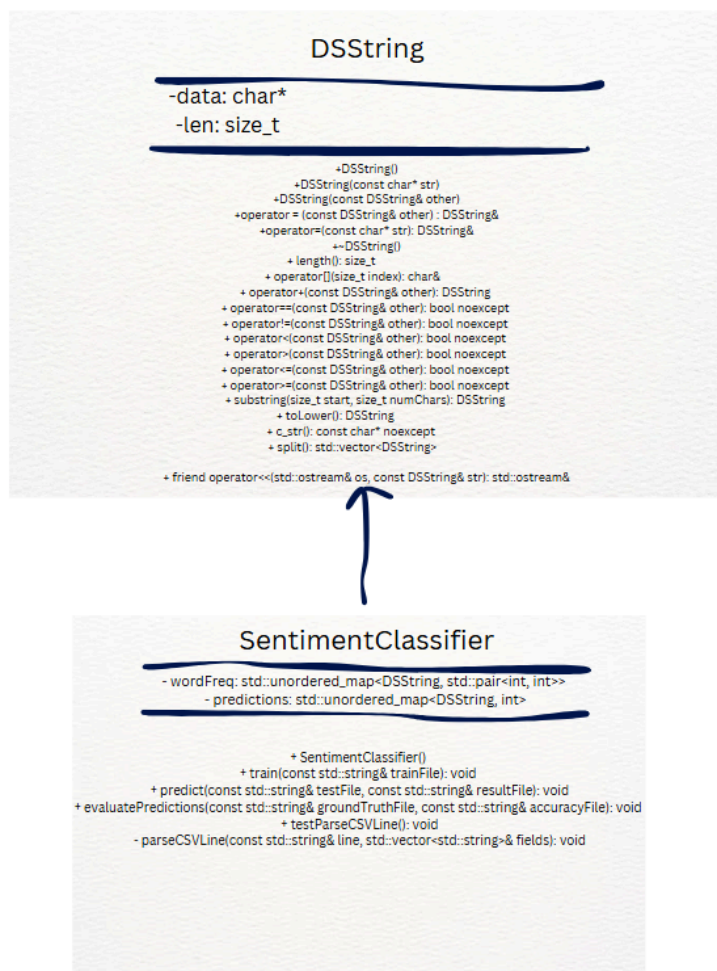 DSString
-data: char*
-len: size_t
+DSString()
+DSString(const char* str)
+DSString(const DSString& other)
+operator = (const DSString& other) : DSString&
+operator=(const char* str): DSString&
+~DSString()
+ length(): size_t
+ operator[](size_t index): char&
+ operator+(const DSString& other): DSString
+ operator==(const DSString& other): bool noexcept
+ operator!=(const DSString& other): bool noexcept
+ operator<(const DSString& other): bool noexcept
+ operator>(const DSString& other): bool noexcept
+ operator<=(const DSString& other): bool noexcept
+ operator>=(const DSString& other): bool noexcept
+ substring(size_t start, size_t numChars): DSString
+ toLower(): DSString
+ c_str(): const char* noexcept
+ split(): std::vector<DSString>
+ friend operator<<(std::ostream& os, const DSString& str): std::ostream&
SentimentClassifier
- wordFreq: std::unordered_map<DSString, std::pair<int, int>>
- predictions: std::unordered_map<DSString, int>
+ SentimentClassifier()
+ train(const std::string& trainFile): void
+ predict(const std::string& testFile, const std::string& resultFile): void
+ evaluatePredictions(const std::string& groundTruthFile, const std::string& accuracyFile): void
+ testParseCSVLine(): void
- parseCSVLine(const std::string& line, std::vector<std::string>& fields): void